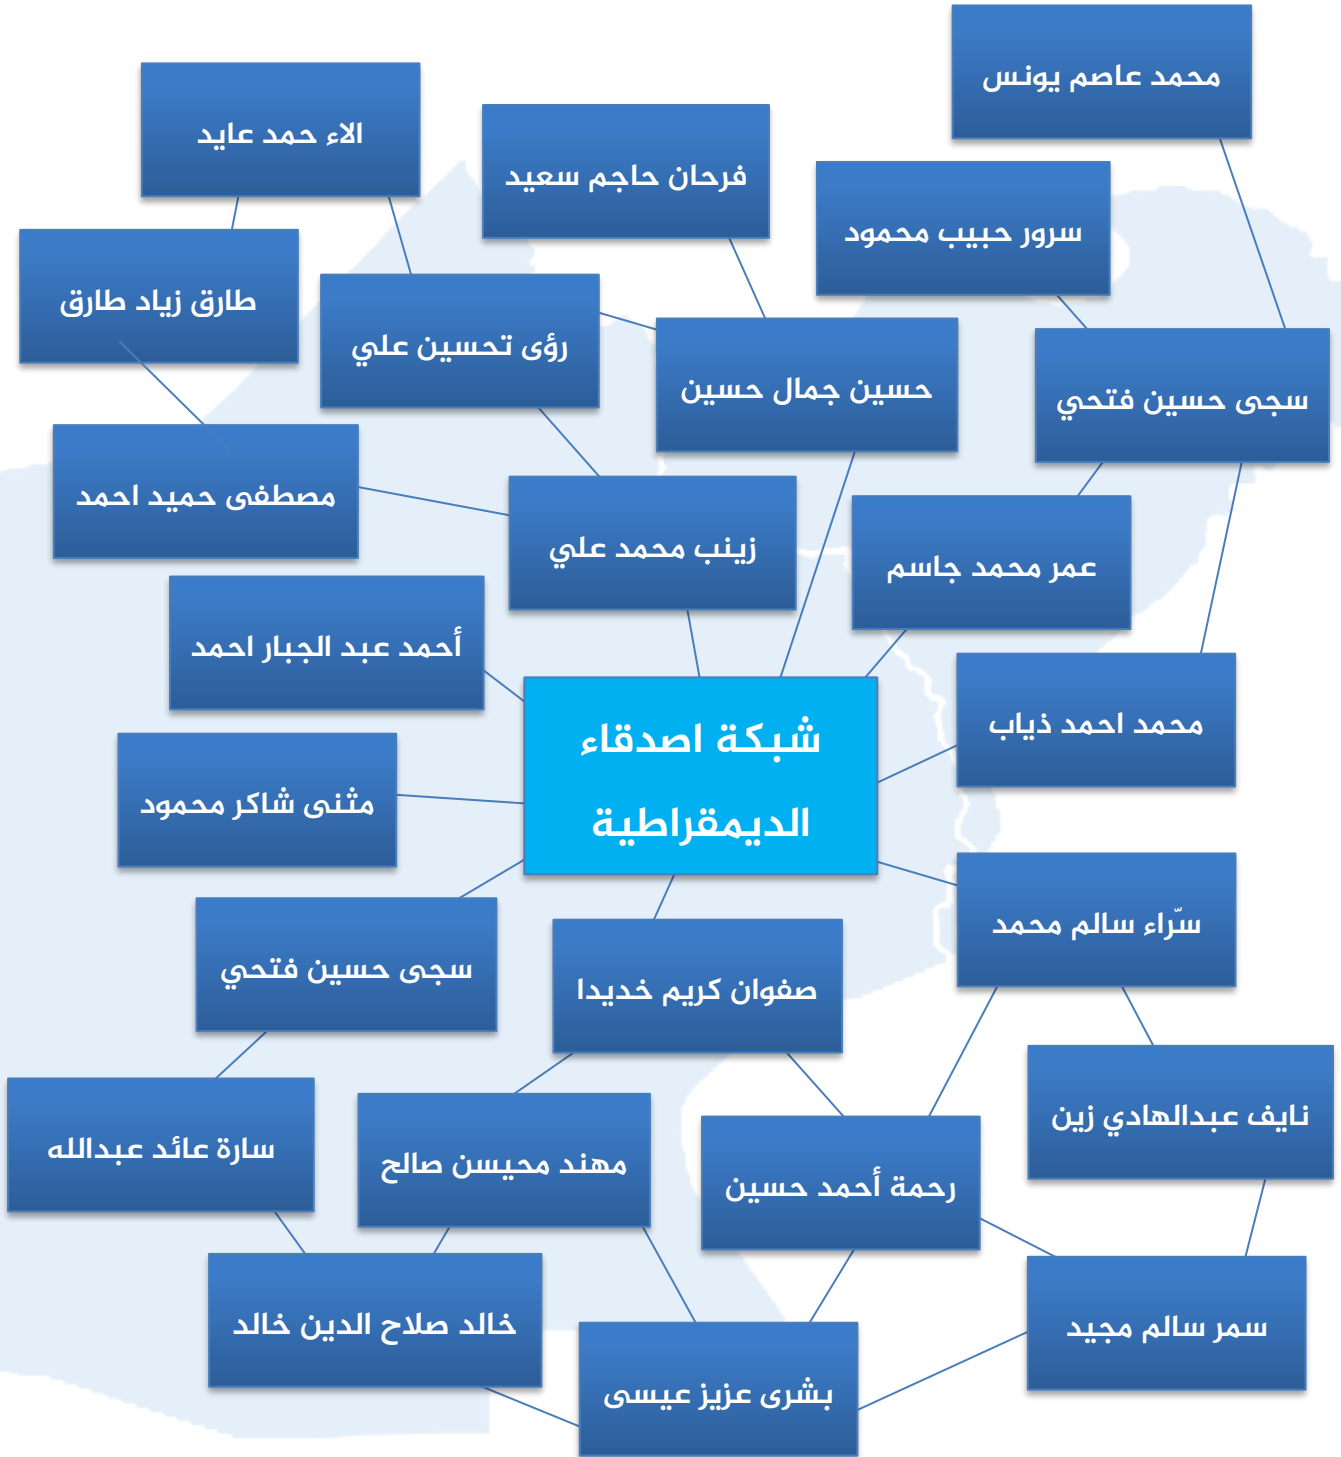 محمد عاصم يونس
الاء حمد عايد
فرحان حاجم سعيد
سرور حبيب محمود
طارق زياد طارق
رؤى تحسين علي
حسين جمال حسين
سجى حسين فتحي
مصطفى حميد احمد
زينب محمد علي
عمر محمد جاسم
أحمد عبد الجبار احمد
محمد احمد ذياب
شبكة اصدقاء
الديمقراطية
مثنى شاكر محمود
سرّاء سالم محمد
سجى حسين فتحي
صفوان كريم خديدا
نايف عبدالهادي زين
سارة عائد عبدالله
مهند محيسن صالح
رحمة أحمد حسين
خالد صلاح الدين خالد
سمر سالم مجيد
بشرى عزيز عيسى